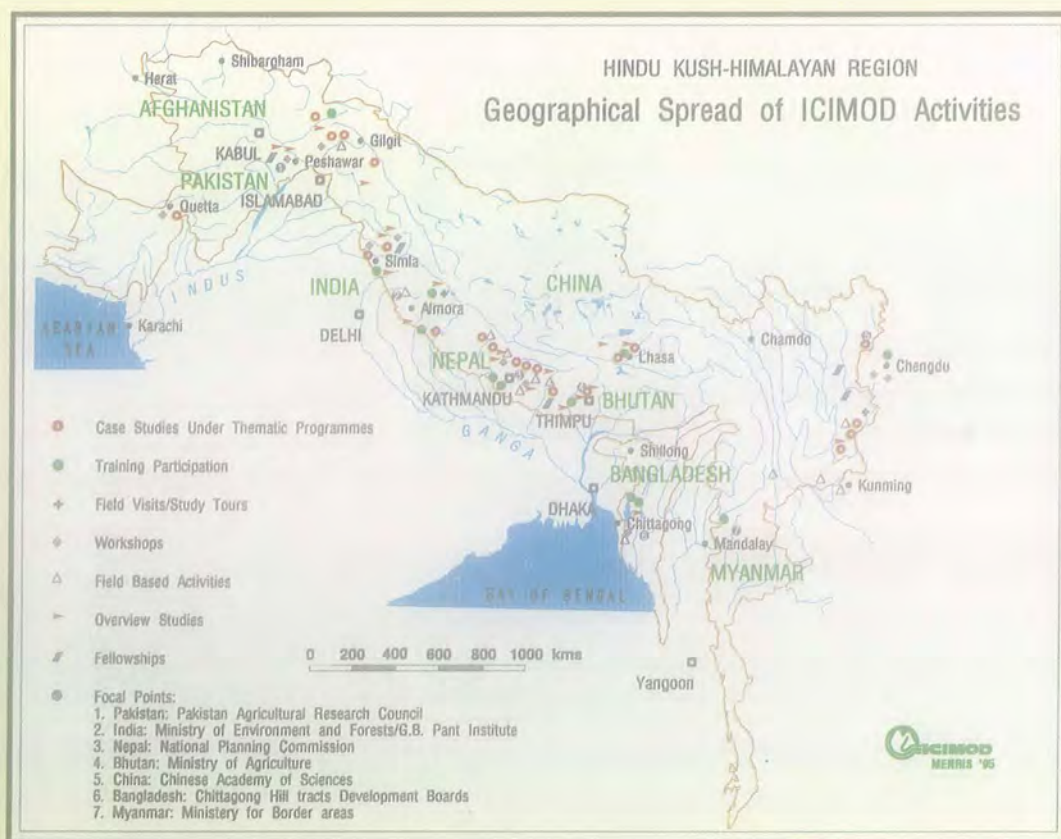 HINDU KUSH-HIMALAYAN REGION
Geographical Spread of ICIMOD Activities
Shibargham
Herat
AFGHANISTAN
KABUL
Gilgit
Peshawar
PAKISTAN
ISLAMABAD
Quetta
INDUS
Simla
INDIA
CHINA
Almora
DELHI
Karachi
ARABYAN
SEA
Chamdo
Lhasa
Chengdu
NEPAL
KATHMANDU
BHUTAN
THIMPU
GANGA
Shillong
BANGLADESH
Kunming
DHAKA
Chittagong
Mandalay
MYANMAR
BAY OF BENGAL
Yangoon
Case Studies Under Thematic Programmes
Training Participation
Field Visits/Study Tours
Workshops
Field Based Activities
Overview Studies
Fellowships
0 200 400 600 800 1000 kms
Focal Points:
1. Pakistan: Pakistan Agricultural Research Council
2. India: Ministry of Environment and Forests/G.B. Pant Institute
3. Nepal: National Planning Commission
4. Bhutan: Ministry of Agriculture
5. China: Chinese Academy of Sciences
6. Bangladesh: Chittagong Hill tracts Development Boards
7. Myanmar: Ministery for Border areas
ICIMOD
MERRIS '95